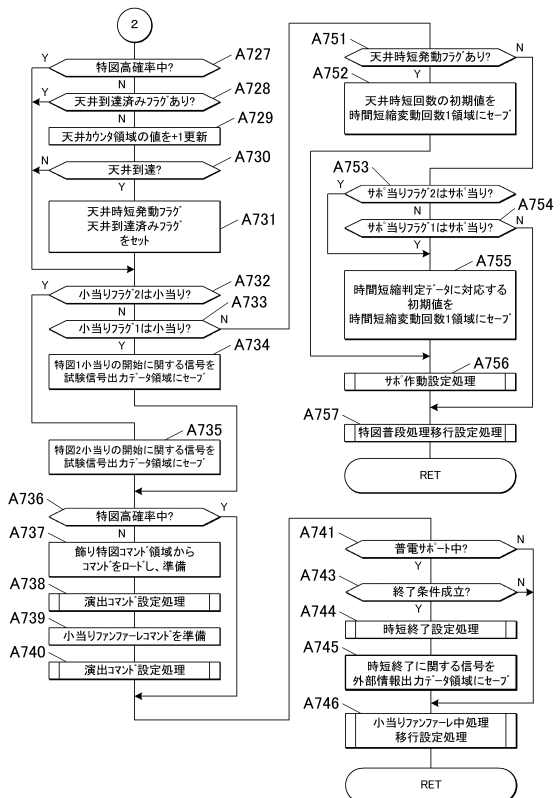 2
A727
特図高確率中?
Y
N
A728
天井到達済みフラグあり?
Y
N
A729
天井カウンタ領域の値を+1更新
A730
天井到達?
N
Y
A731
天井時短発動フラグ
天井到達済みフラグ
をセット
A732
小当りフラグ2は小当り?
Y
N
A733
小当りフラグ1は小当り?
N
Y
A734
特図1小当りの開始に関する信号を
試験信号出力データ領域にセーブ
A735
特図2小当りの開始に関する信号を
試験信号出力データ領域にセーブ
A736
特図高確率中?
Y
N
A737
飾り特図コマンド領域から
コマンドをロードし、準備
A738
演出コマンド設定処理
A739
小当りファンファーレコマンドを準備
A740
演出コマンド設定処理
A751
天井時短発動フラグあり?
N
Y
A752
天井時短回数の初期値を
時間短縮変動回数1領域にセーブ
A753
サポ当りフラグ2はサポ当り?
Y
N
A754
サポ当りフラグ1はサポ当り?
N
Y
A755
時間短縮判定データに対応する
初期値を
時間短縮変動回数1領域にセーブ
A756
サポ作動設定処理
A757
特図普段処理移行設定処理
RET
A741
普電サポート中?
N
Y
A743
終了条件成立?
N
Y
A744
時短終了設定処理
A745
時短終了に関する信号を
外部情報出力データ領域にセーブ
A746
小当りファンファーレ中処理
移行設定処理
RET